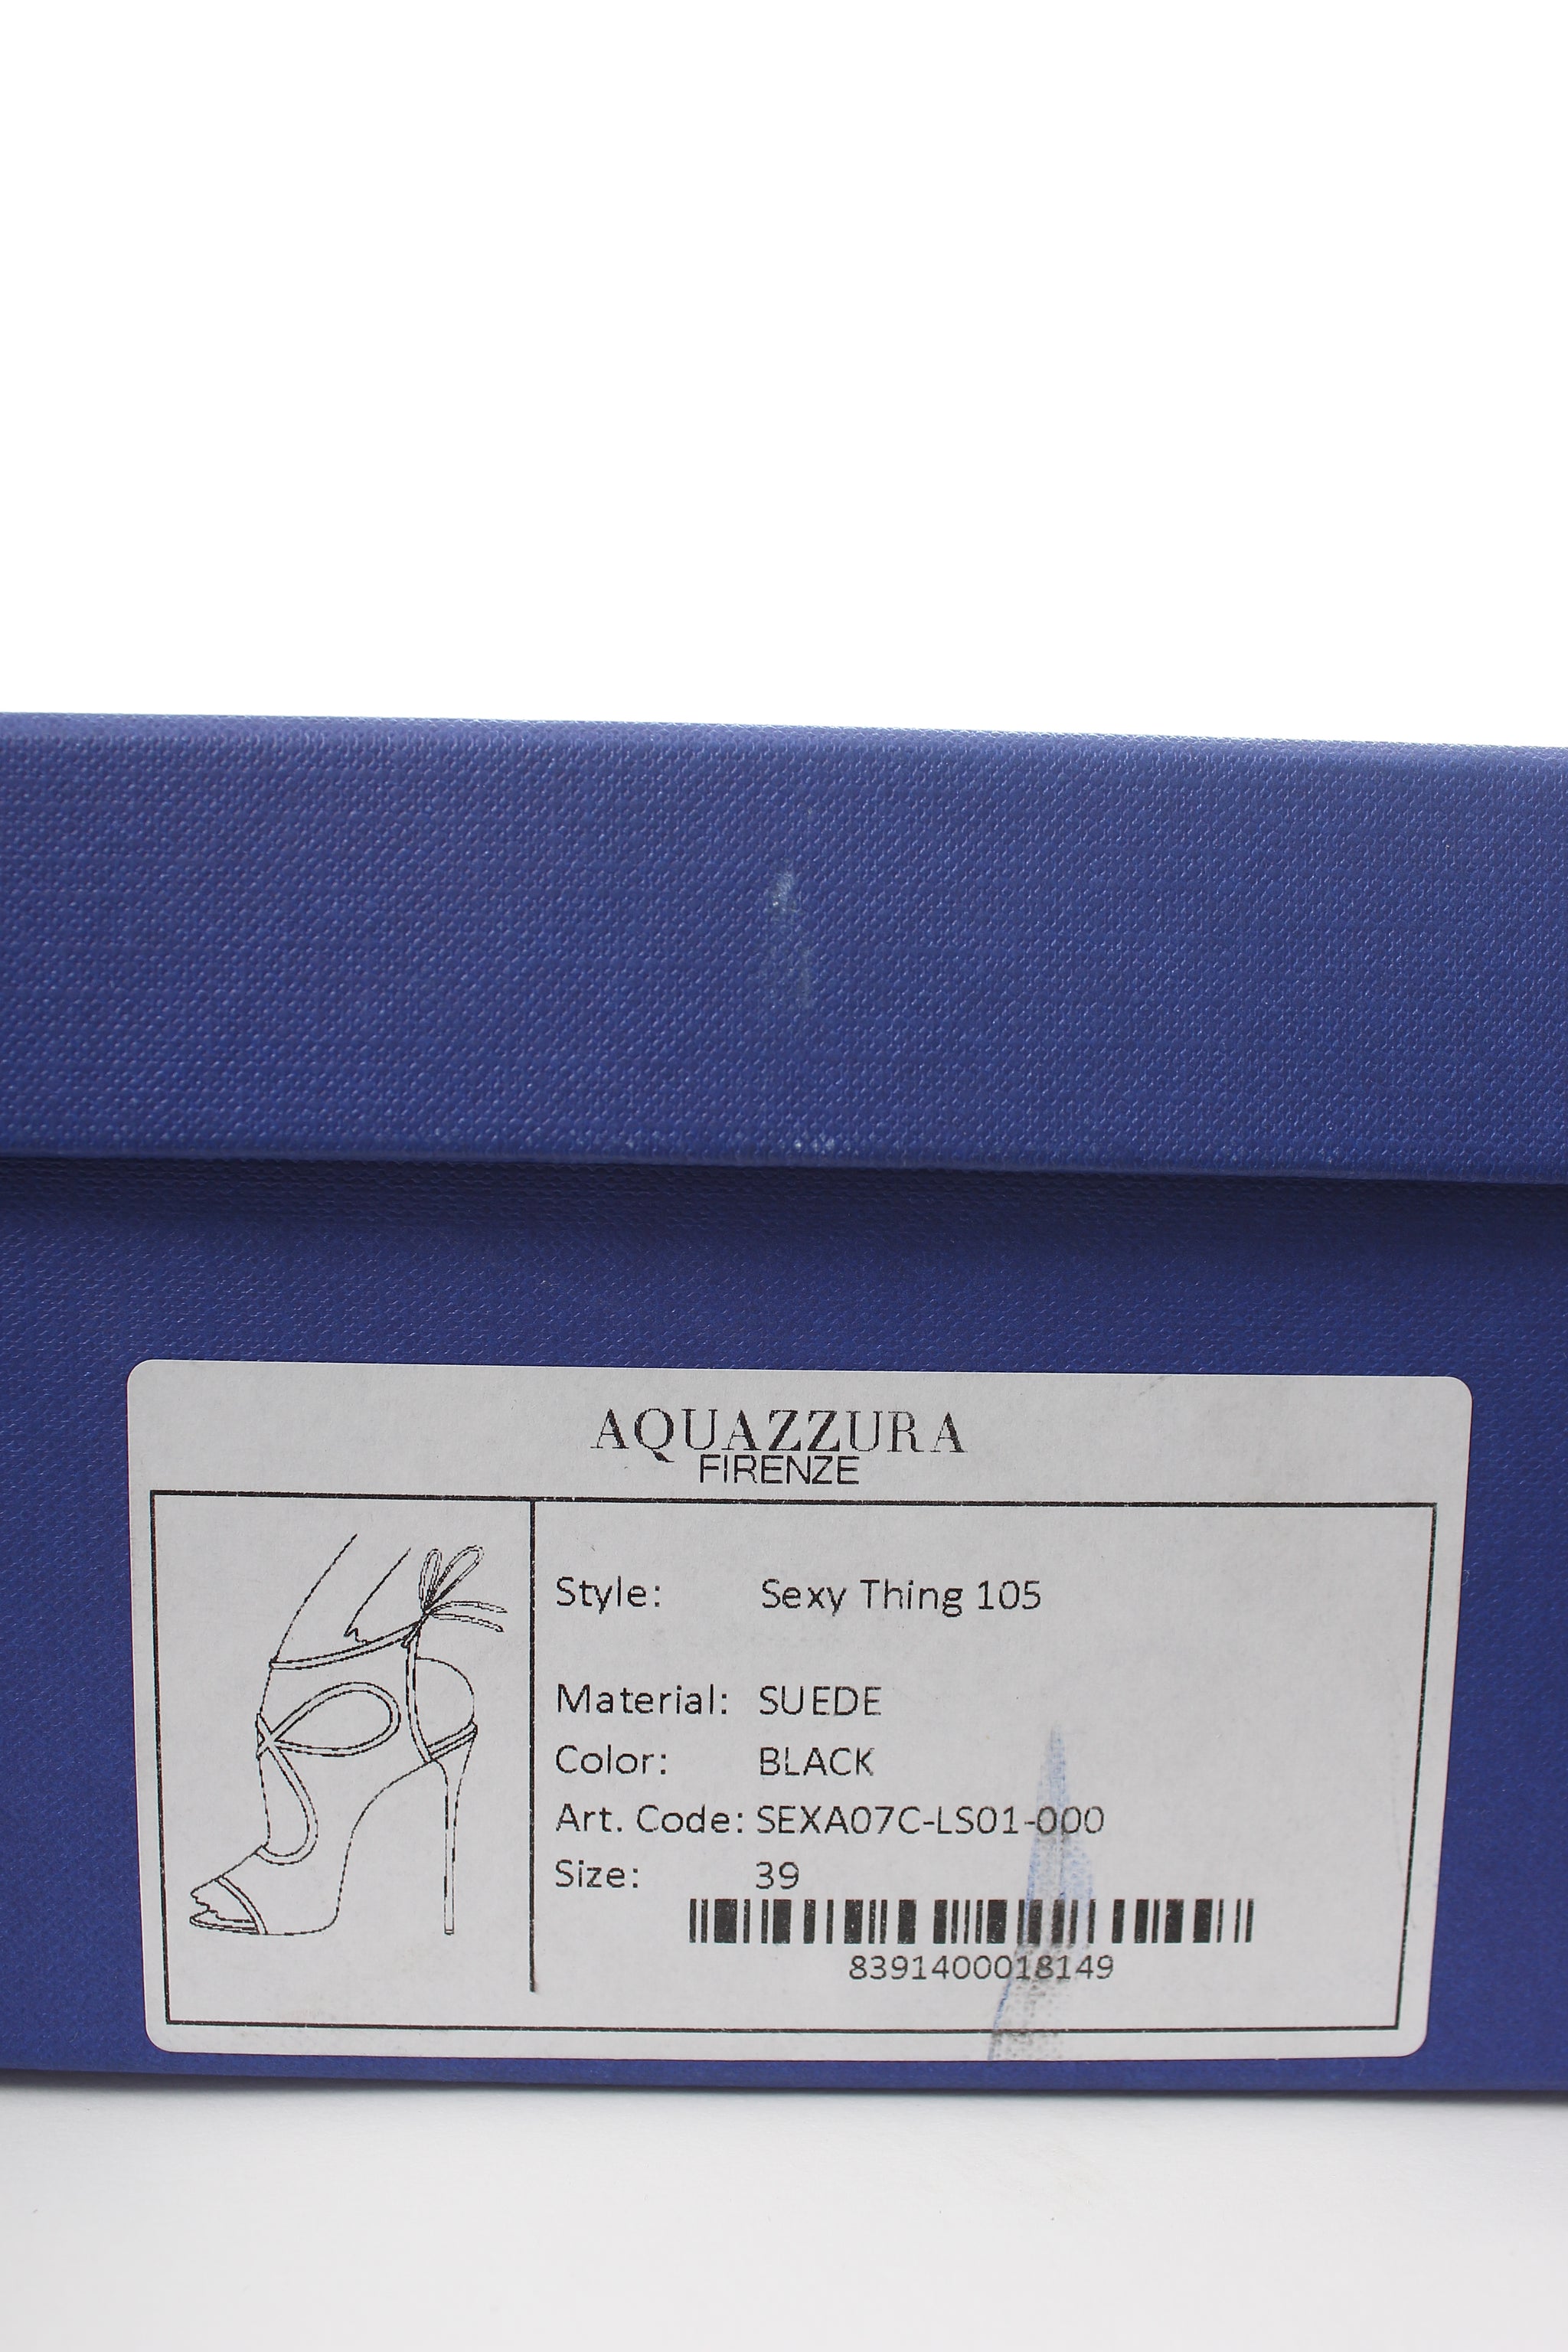 AQUAZZURA
FIRENZE
Style: Sexy Thing 105
Material: SUEDE
Color: BLACK
Art. Code: SEXA07C-LS01-000
Size: 39
8391400018149